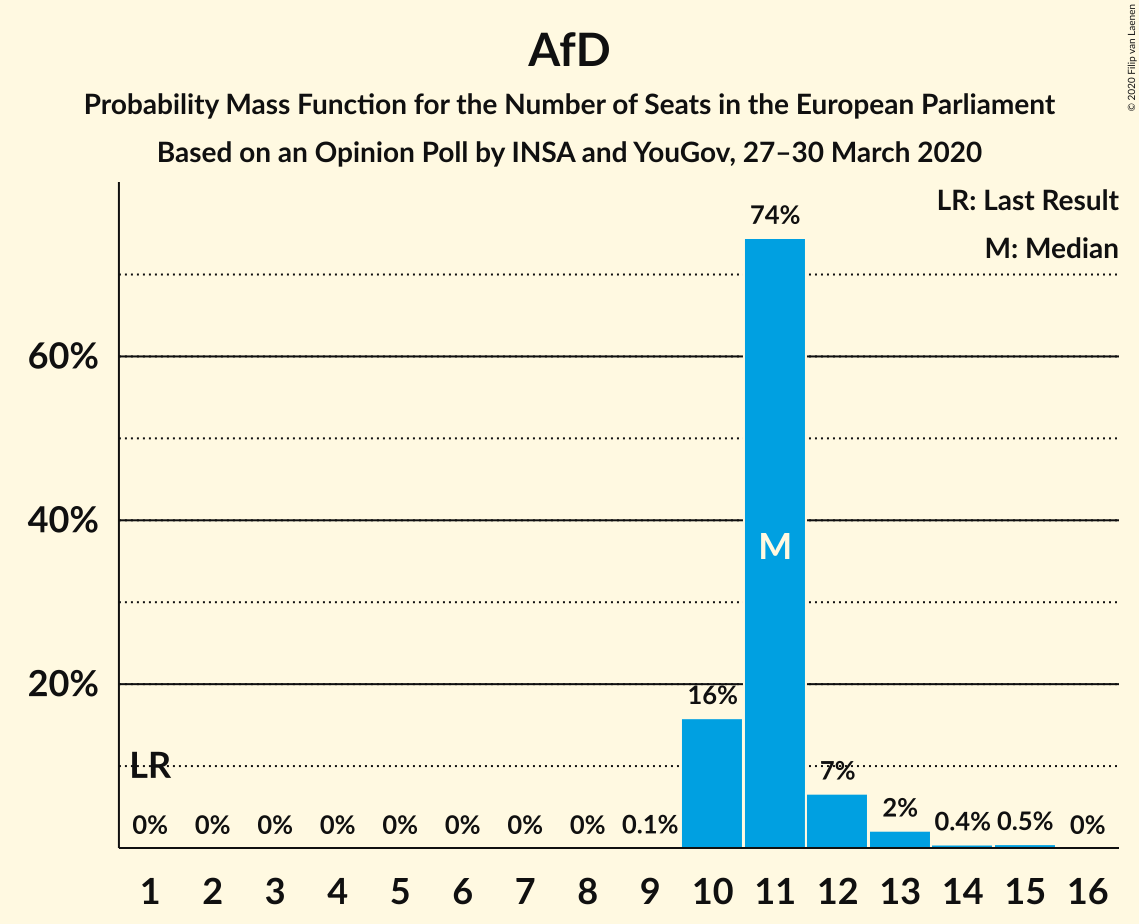 AfD
Probability Mass Function for the Number of Seats in the European Parliament
Based on an Opinion Poll by INSA and YouGov, 27–30 March 2020
© 2020 Filip van Laenen
LR: Last Result
M: Median
74%
60%
40%
M
20%
16%
LR
7%
2%
0% 0% 0% 0% 0% 0% 0% 0% 0.1% 0.4% 0.5% 0%
1 2 3 4 5 6 7 8 9 10 11 12 13 14 15 16